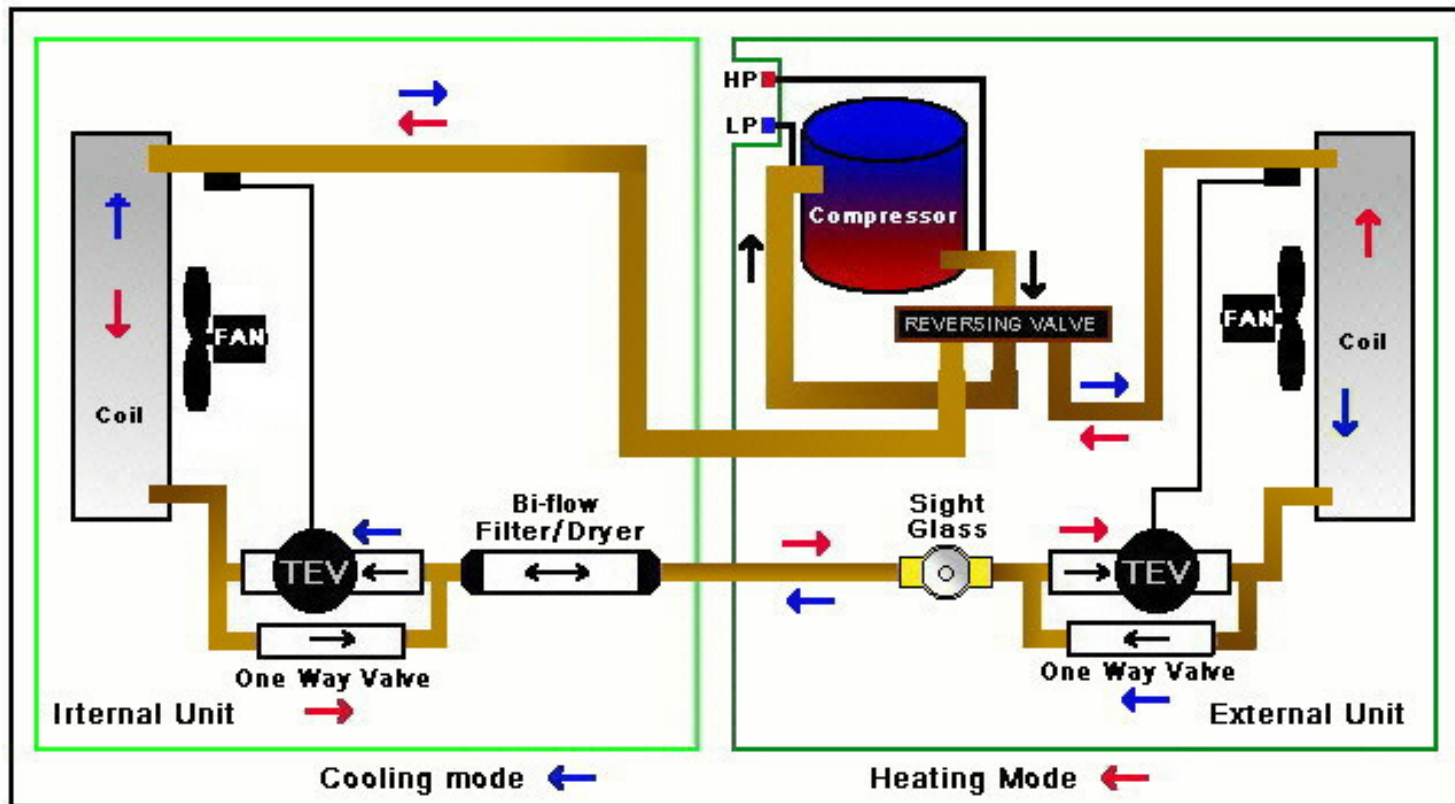 HP
LP
Compressor
REVERSING VALVE
FAN
Coil
FAN
Coil
Bi-flow
Filter/Dryer
Sight
Glass
TEV
TEV
One Way Valve
One Way Valve
Irternal Unit
External Unit
Cooling mode
Heating Mode